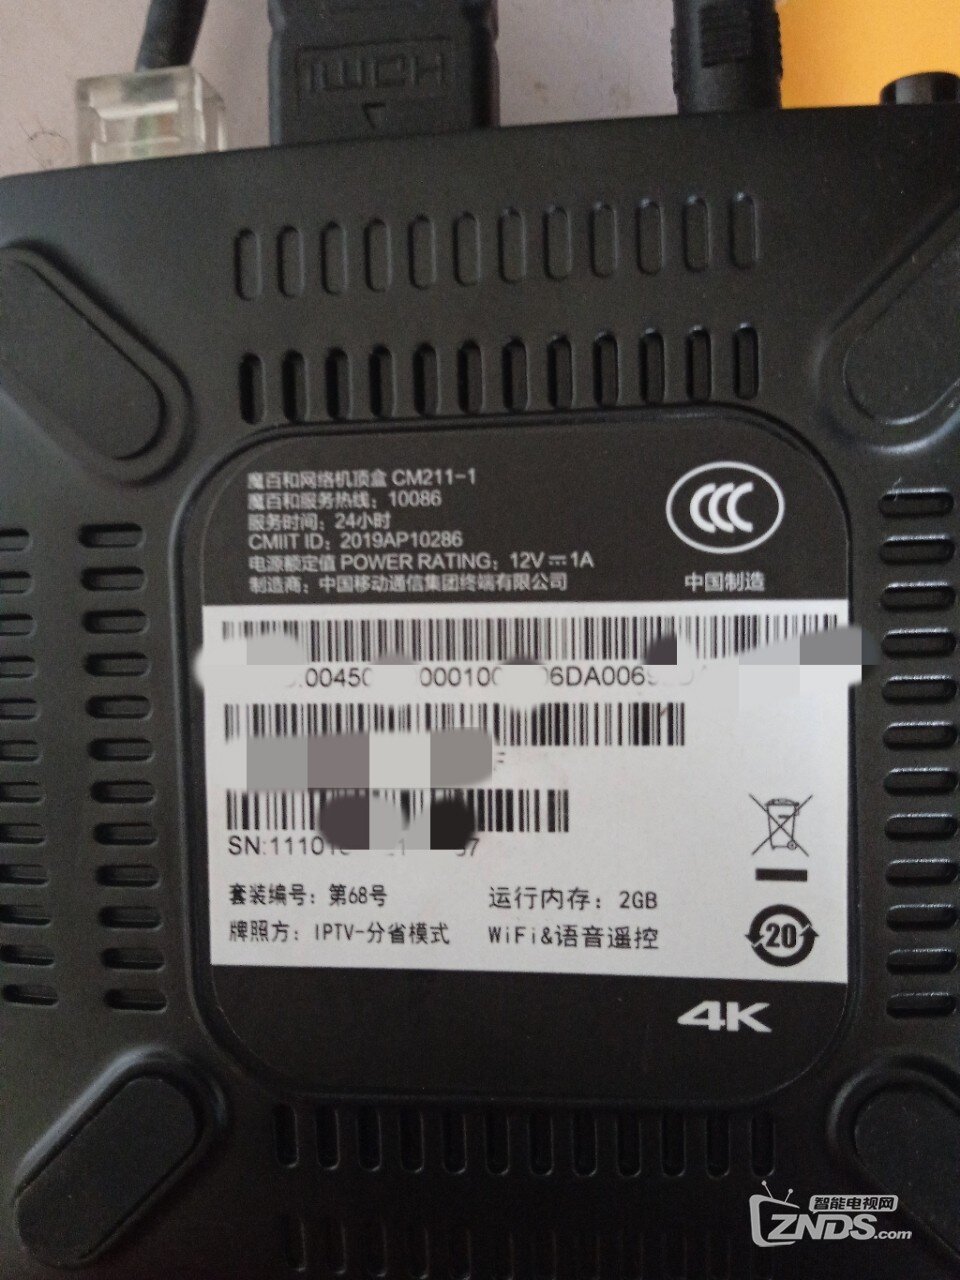 HDMI
魔百和网络机顶盒 CM211-1
魔百和服务热线：10086
服务时间：24小时
CMIIT ID：2019AP10286
电源额定值 POWER RATING：12V⎓1A
制造商：中国移动通信集团终端有限公司
中国制造
0045
00010
6DA006
SN:11101
套装编号：第68号
运行内存：2GB
牌照方：IPTV-分省模式
WiFi&语音遥控
20
4K
智能电视网
ZNDS.com